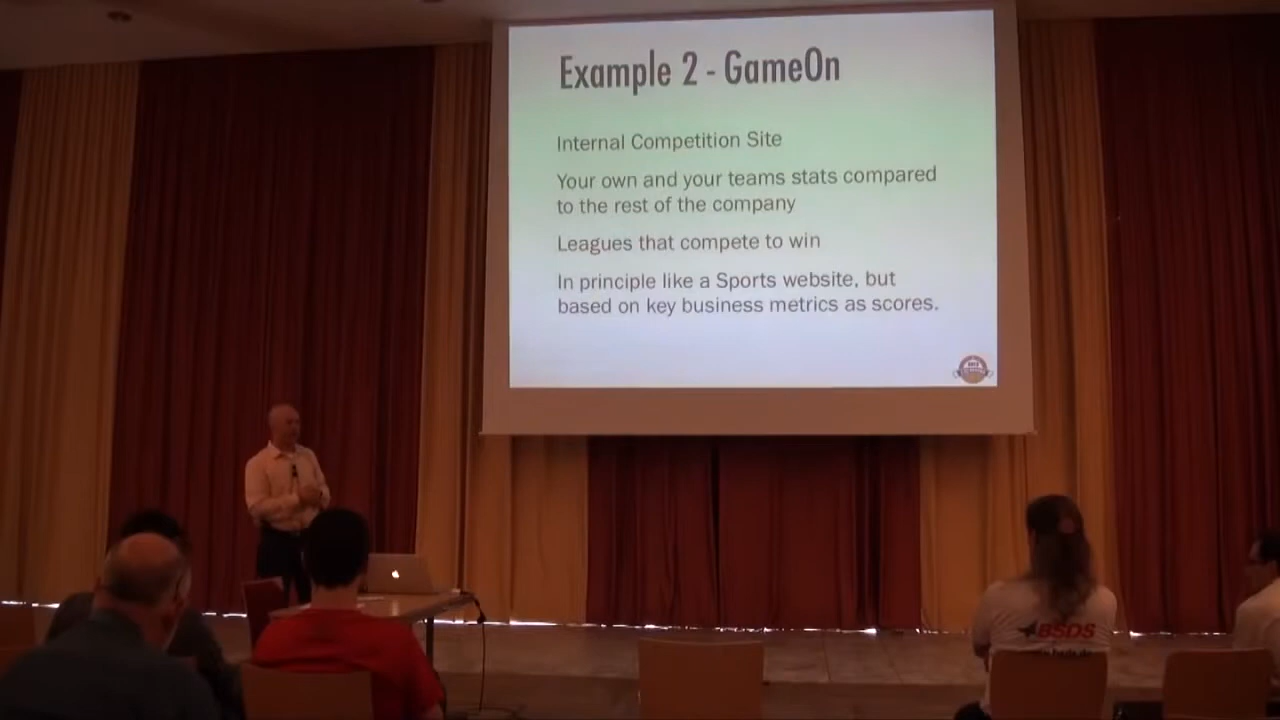 Example 2 - GameOn
Internal Competition Site
Your own and your teams stats compared
to the rest of the company
Leagues that compete to win
In principle like a Sports website, but
based on key business metrics as scores.
BSDS